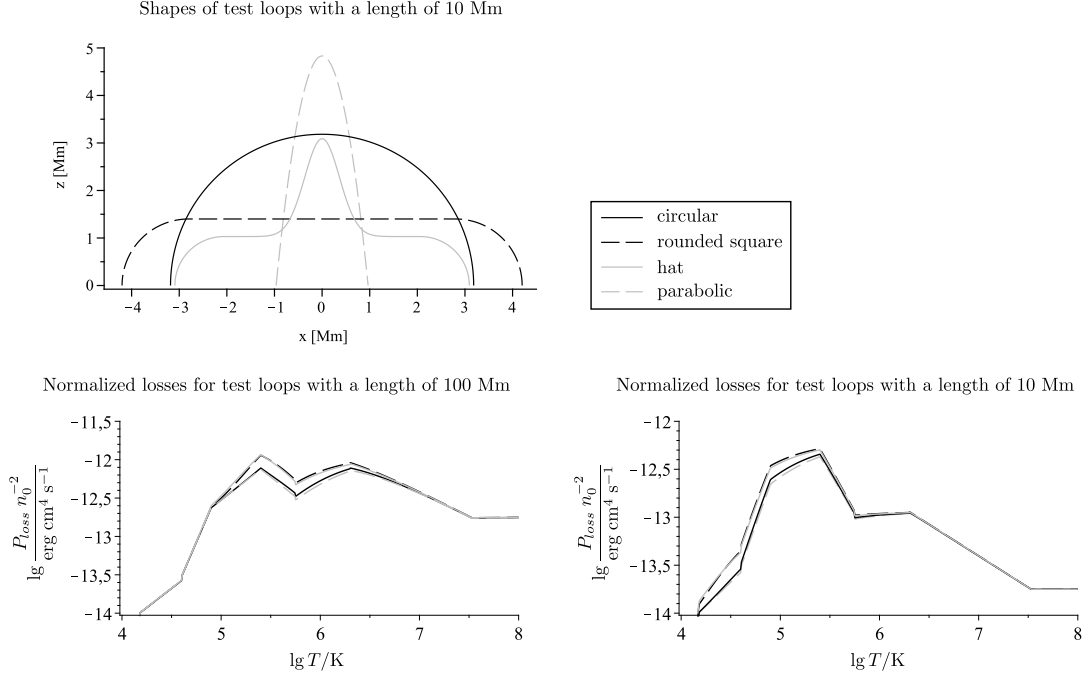 Shapes of test loops with a length of 10 Mm
5
4
3
2
1
0
z [Mm]
−4 −3 −2 −1 0 1 2 3 4
x [Mm]
circular
rounded square
hat
parabolic
Normalized losses for test loops with a length of 100 Mm
−11,5
−12
−12,5
−13
−13,5
−14
lg P_loss n_0^−2 / erg cm^4 s^−1
4 5 6 7 8
lg T/K
Normalized losses for test loops with a length of 10 Mm
−12
−12,5
−13
−13,5
−14
lg P_loss n_0^−2 / erg cm^4 s^−1
4 5 6 7 8
lg T/K